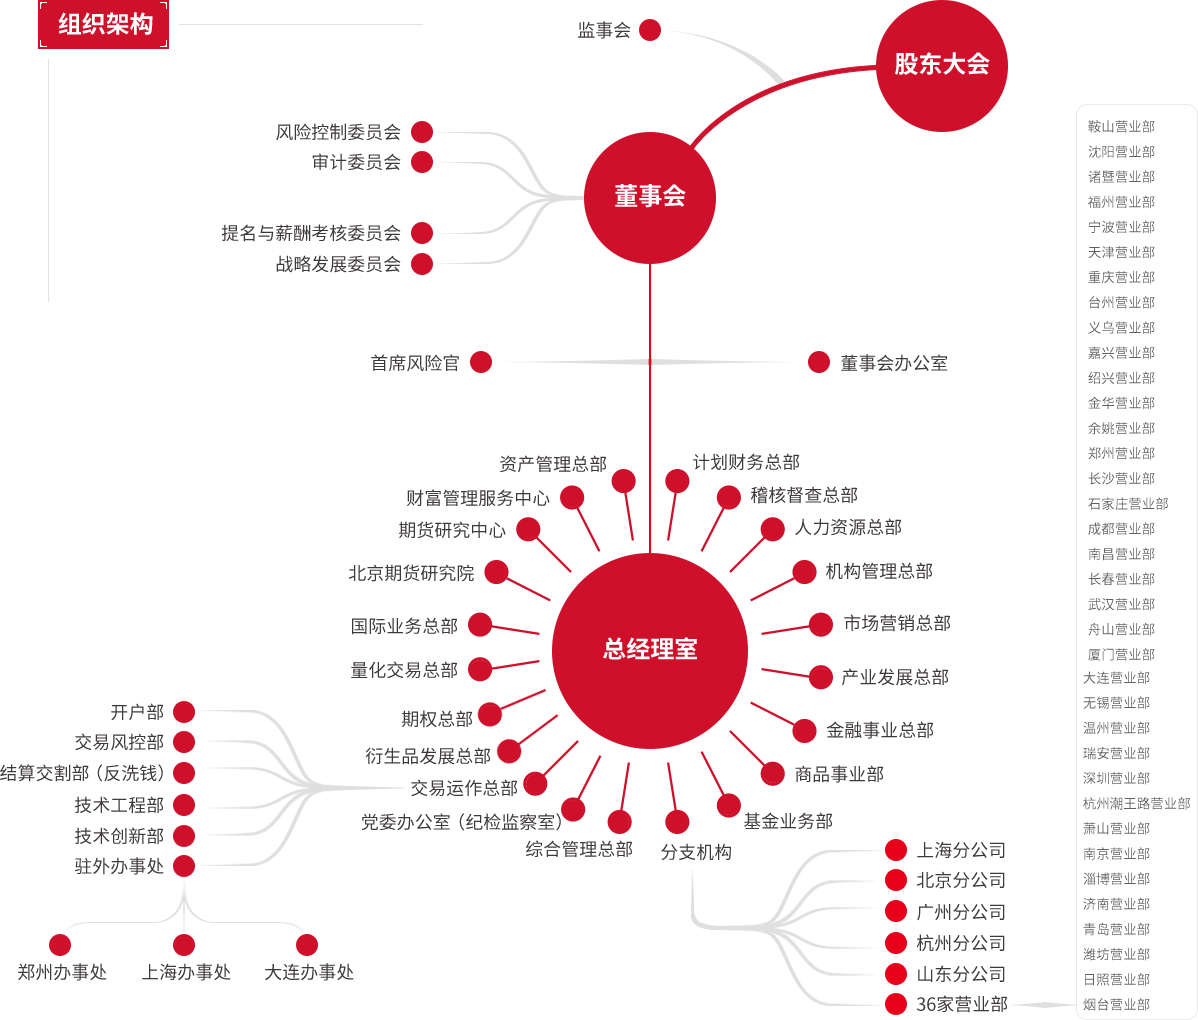 组织架构
监事会
股东大会
风险控制委员会
审计委员会
董事会
提名与薪酬考核委员会
战略发展委员会
首席风险官
董事会办公室
资产管理总部
计划财务总部
财富管理服务中心
稽核督查总部
期货研究中心
人力资源总部
北京期货研究院
机构管理总部
国际业务总部
市场营销总部
总经理室
量化交易总部
产业发展总部
期权总部
金融事业总部
衍生品发展总部
商品事业部
交易运作总部
党委办公室（纪检监察室）
基金业务部
综合管理总部
分支机构
开户部
交易风控部
结算交割部（反洗钱）
技术工程部
技术创新部
驻外办事处
郑州办事处
上海办事处
大连办事处
上海分公司
北京分公司
广州分公司
杭州分公司
山东分公司
36家营业部
鞍山营业部
沈阳营业部
诸暨营业部
福州营业部
宁波营业部
天津营业部
重庆营业部
台州营业部
义乌营业部
嘉兴营业部
绍兴营业部
金华营业部
余姚营业部
郑州营业部
长沙营业部
石家庄营业部
成都营业部
南昌营业部
长春营业部
武汉营业部
舟山营业部
厦门营业部
大连营业部
无锡营业部
温州营业部
瑞安营业部
深圳营业部
杭州潮王路营业部
萧山营业部
南京营业部
淄博营业部
济南营业部
青岛营业部
潍坊营业部
日照营业部
烟台营业部